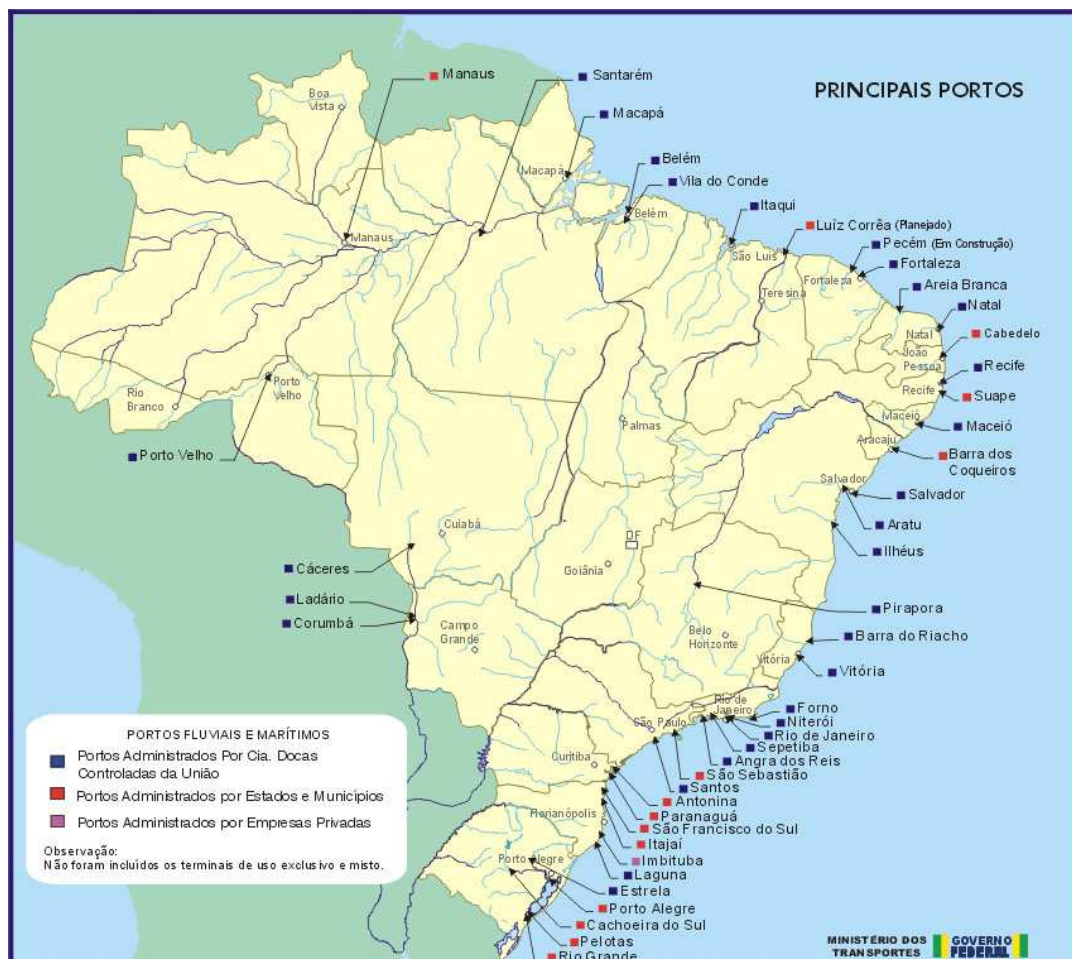 PRINCIPAIS PORTOS
Manaus
Santarém
Macapá
Belém
Vila do Conde
Itaqui
Luíz Corrêa (Planejado)
Pecém (Em Construção)
Fortaleza
Areia Branca
Natal
Cabedelo
Recife
Suape
Maceió
Barra dos
Coqueiros
Salvador
Aratu
Ilhéus
Pirapora
Barra do Riacho
Vitória
Forno
Niterói
Rio de Janeiro
Sepetiba
Angra dos Reis
São Sebastião
Santos
Antonina
Paranaguá
São Francisco do Sul
Itajaí
Imbituba
Laguna
Estrela
Porto Alegre
Cachoeira do Sul
Pelotas
Rio Grande
Porto Velho
Cáceres
Ladário
Corumbá
Boa
Vista
Macapá
Belém
Manaus
São Luis
Teresina
Fortaleza
Natal
João
Pessoa
Recife
Maceió
Aracaju
Salvador
Rio
Branco
Porto
Velho
Palmas
Cuiabá
DF
Goiânia
Campo
Grande
Belo
Horizonte
Vitória
Rio de
Janeiro
São Paulo
Curitiba
Florianópolis
Porto Alegre
PORTOS FLUVIAIS E MARÍTIMOS
Portos Administrados Por Cia. Docas
Controladas da União
Portos Administrados por Estados e Municípios
Portos Administrados por Empresas Privadas
Observação:
Não foram incluídos os terminais de uso exclusivo e misto.
MINISTÉRIO DOS
TRANSPORTES
GOVERNO
FEDERAL